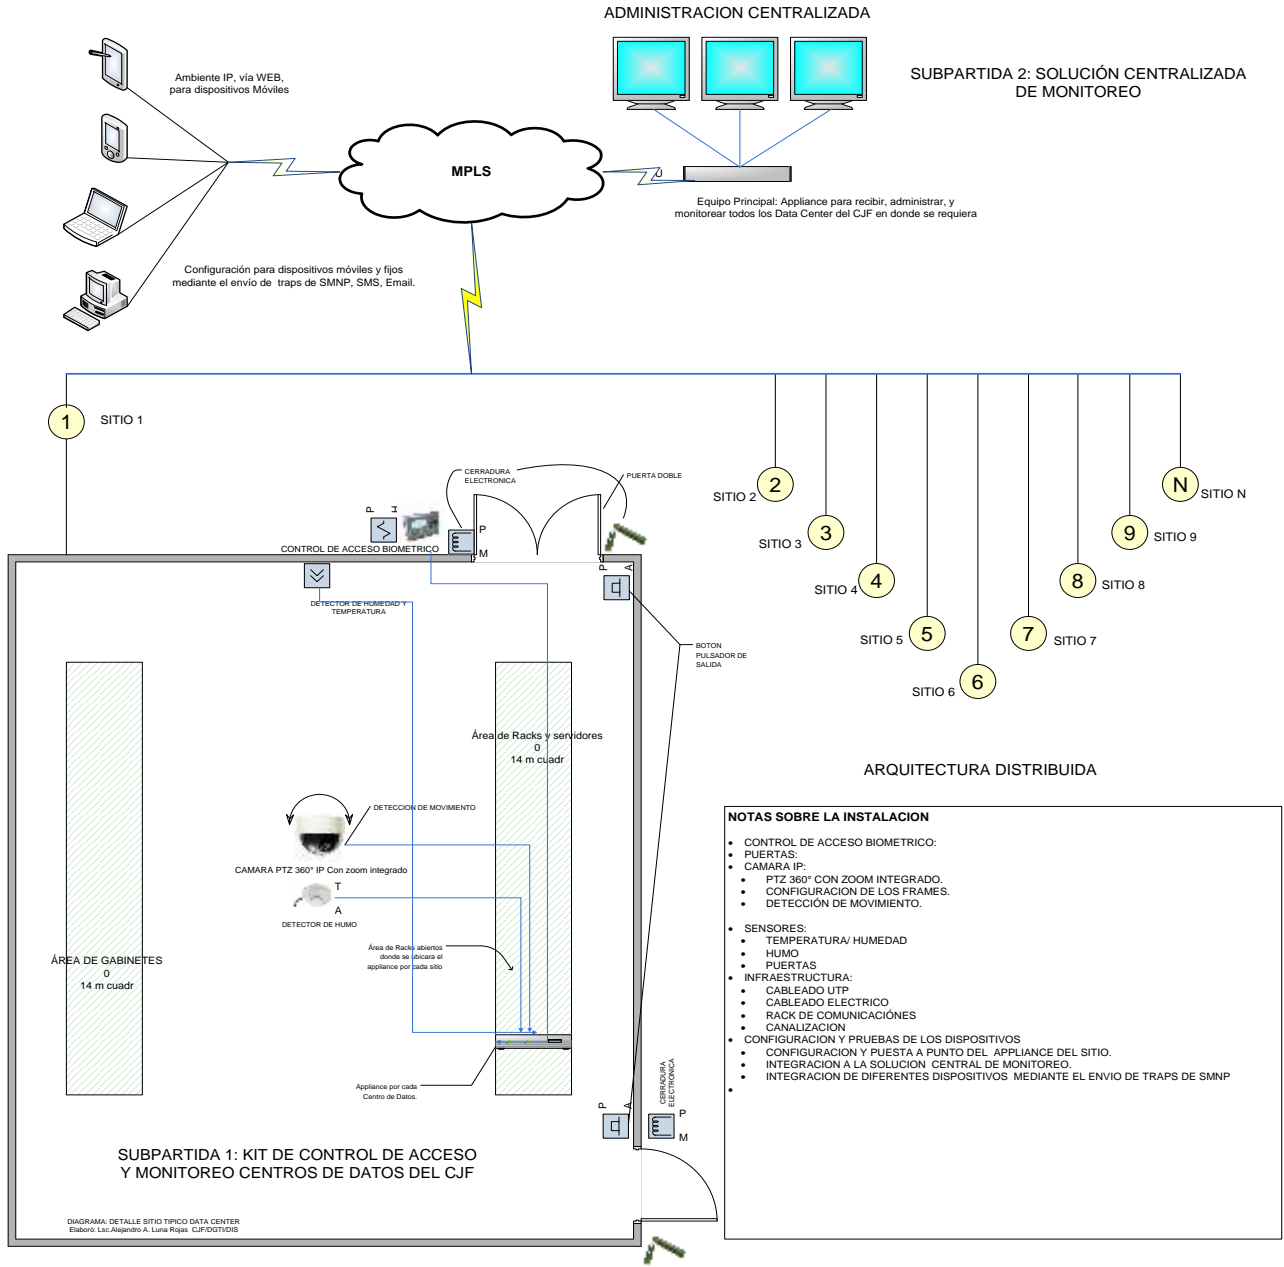 ADMINISTRACION CENTRALIZADA
SUBPARTIDA 2: SOLUCIÓN CENTRALIZADA
DE MONITOREO
Ambiente IP, vía WEB,
para dispositivos Móviles
MPLS
U
Equipo Principal: Appliance para recibir, administrar, y
monitorear todos los Data Center del CJF en donde se requiera
Configuración para dispositivos móviles y fijos
mediante el envío de traps de SMNP, SMS, Email.
1
SITIO 1
2
SITIO 2
3
SITIO 3
4
SITIO 4
5
SITIO 5
6
SITIO 6
7
SITIO 7
8
SITIO 8
9
SITIO 9
N
SITIO N
CERRADURA
ELECTRONICA
PUERTA DOBLE
P
H
P
M
CONTROL DE ACCESO BIOMETRICO
P
A
DETECTOR DE HUMEDAD Y
TEMPERATURA
BOTON
PULSADOR DE
SALIDA
Área de Racks y servidores
0
14 m cuadr
DETECCION DE MOVIMIENTO
CAMARA PTZ 360° IP Con zoom integrado
T
A
DETECTOR DE HUMO
Área de Racks abiertos
donde se ubicara el
appliance por cada sitio
ÁREA DE GABINETES
0
14 m cuadr
Appliance por cada
Centro de Datos.
P
A
CERRADURA
ELECTRONICA
P
M
SUBPARTIDA 1: KIT DE CONTROL DE ACCESO
Y MONITOREO CENTROS DE DATOS DEL CJF
DIAGRAMA: DETALLE SITIO TIPICO DATA CENTER
Elaboró: Lsc.Alejandro A. Luna Rojas CJF/DGTI/DIS
ARQUITECTURA DISTRIBUIDA
NOTAS SOBRE LA INSTALACION
• CONTROL DE ACCESO BIOMETRICO:
• PUERTAS:
• CAMARA IP:
• PTZ 360° CON ZOOM INTEGRADO.
• CONFIGURACION DE LOS FRAMES.
• DETECCIÓN DE MOVIMIENTO.
• SENSORES:
• TEMPERATURA/ HUMEDAD
• HUMO
• PUERTAS
• INFRAESTRUCTURA:
• CABLEADO UTP
• CABLEADO ELECTRICO
• RACK DE COMUNICACIÓNES
• CANALIZACION
• CONFIGURACION Y PRUEBAS DE LOS DISPOSITIVOS
• CONFIGURACION Y PUESTA A PUNTO DEL APPLIANCE DEL SITIO.
• INTEGRACION A LA SOLUCION CENTRAL DE MONITOREO.
• INTEGRACION DE DIFERENTES DISPOSITIVOS MEDIANTE EL ENVIO DE TRAPS DE SMNP
•